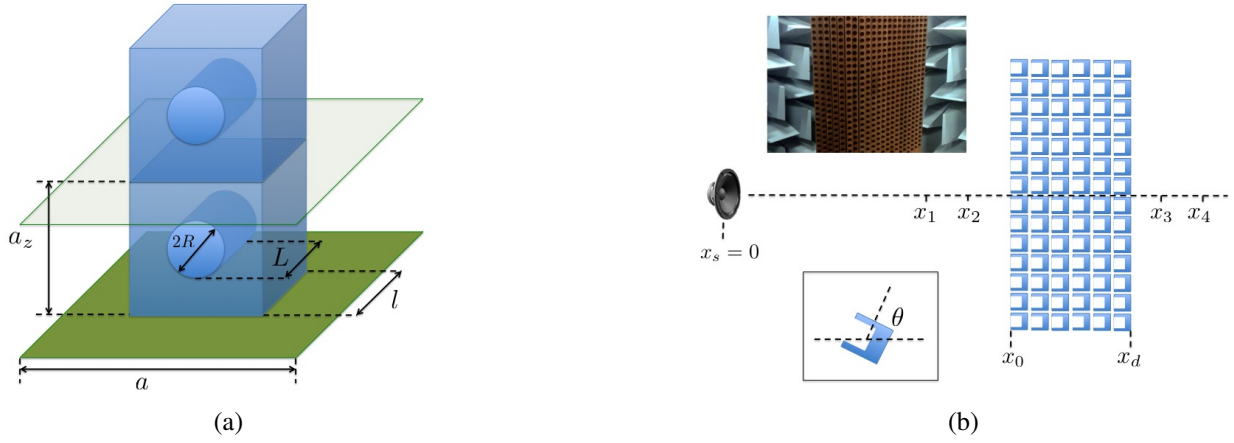 2R
a_z
L
l
a
(a)
x_1
x_2
x_3
x_4
x_s = 0
θ
x_0
x_d
(b)